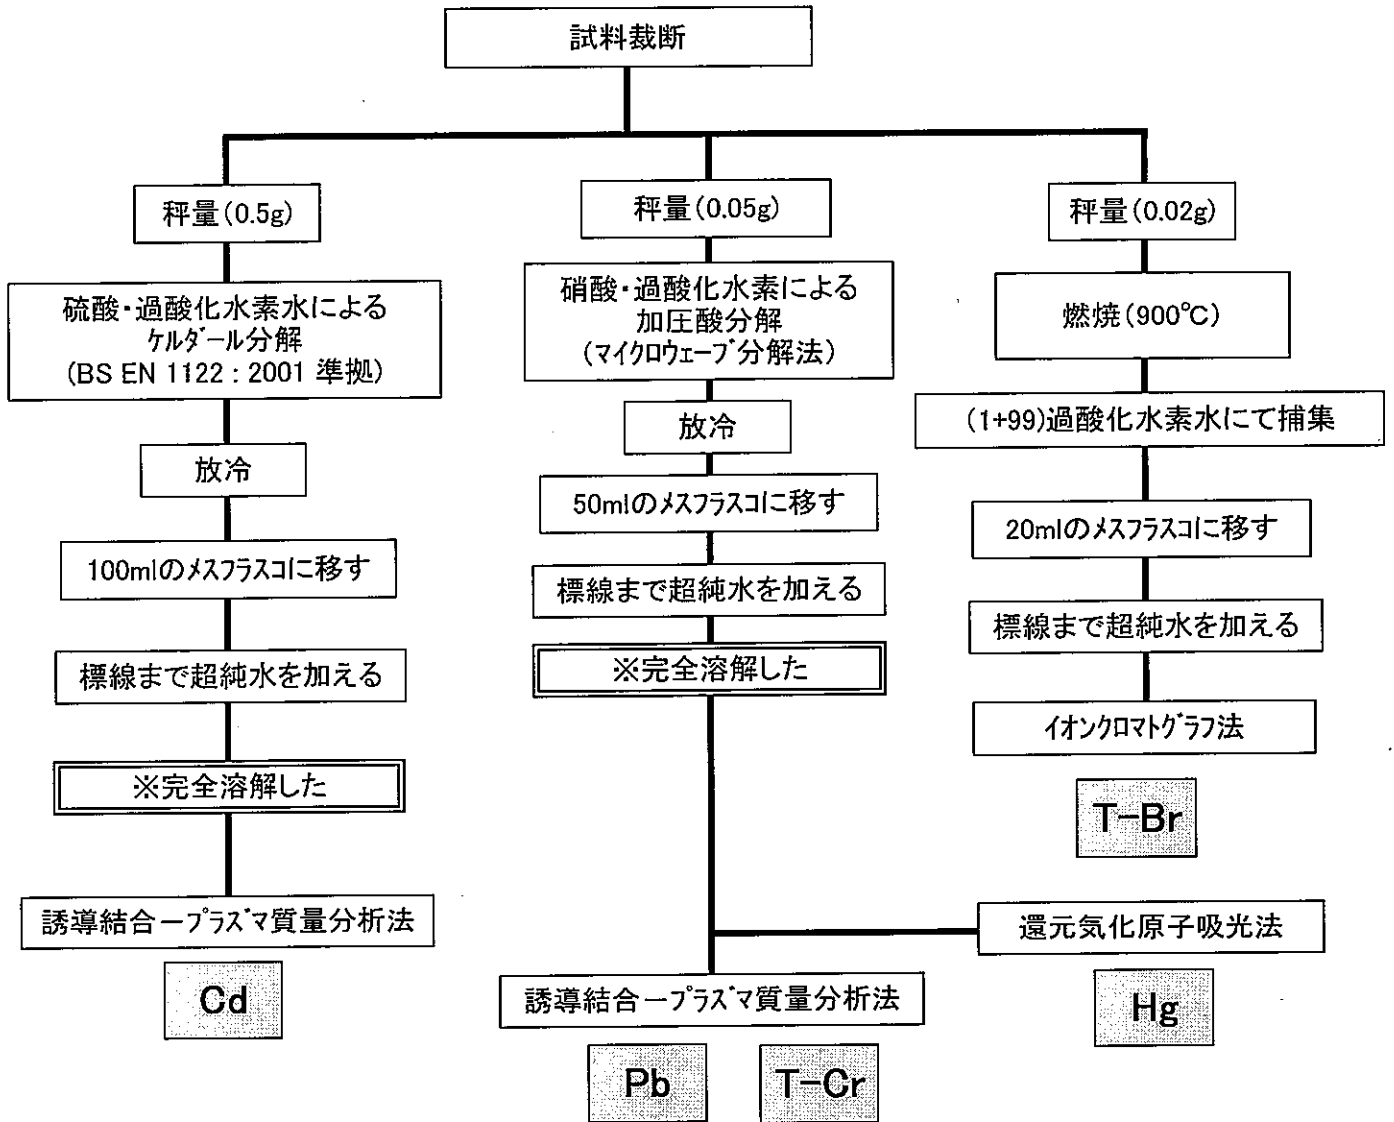 試料裁断
秤量(0.5g)
硫酸・過酸化水素水による
ｹﾙﾀﾞｰﾙ分解
(BS EN 1122 : 2001 準拠)
放冷
100mlのﾒｽﾌﾗｽｺに移す
標線まで超純水を加える
※完全溶解した
誘導結合ープﾗｽﾞﾏ質量分析法
Cd
秤量(0.05g)
硝酸・過酸化水素による
加圧酸分解
(ﾏｲｸﾛｳｪｰﾌﾞ分解法)
放冷
50mlのﾒｽﾌﾗｽｺに移す
標線まで超純水を加える
※完全溶解した
誘導結合ープﾗｽﾞﾏ質量分析法
Pb
T-Cr
秤量(0.02g)
燃焼(900℃)
(1+99)過酸化水素水にて捕集
20mlのﾒｽﾌﾗｽｺに移す
標線まで超純水を加える
ｲｵﾝｸﾛﾏﾄｸﾞﾗﾌ法
T-Br
還元気化原子吸光法
Hg